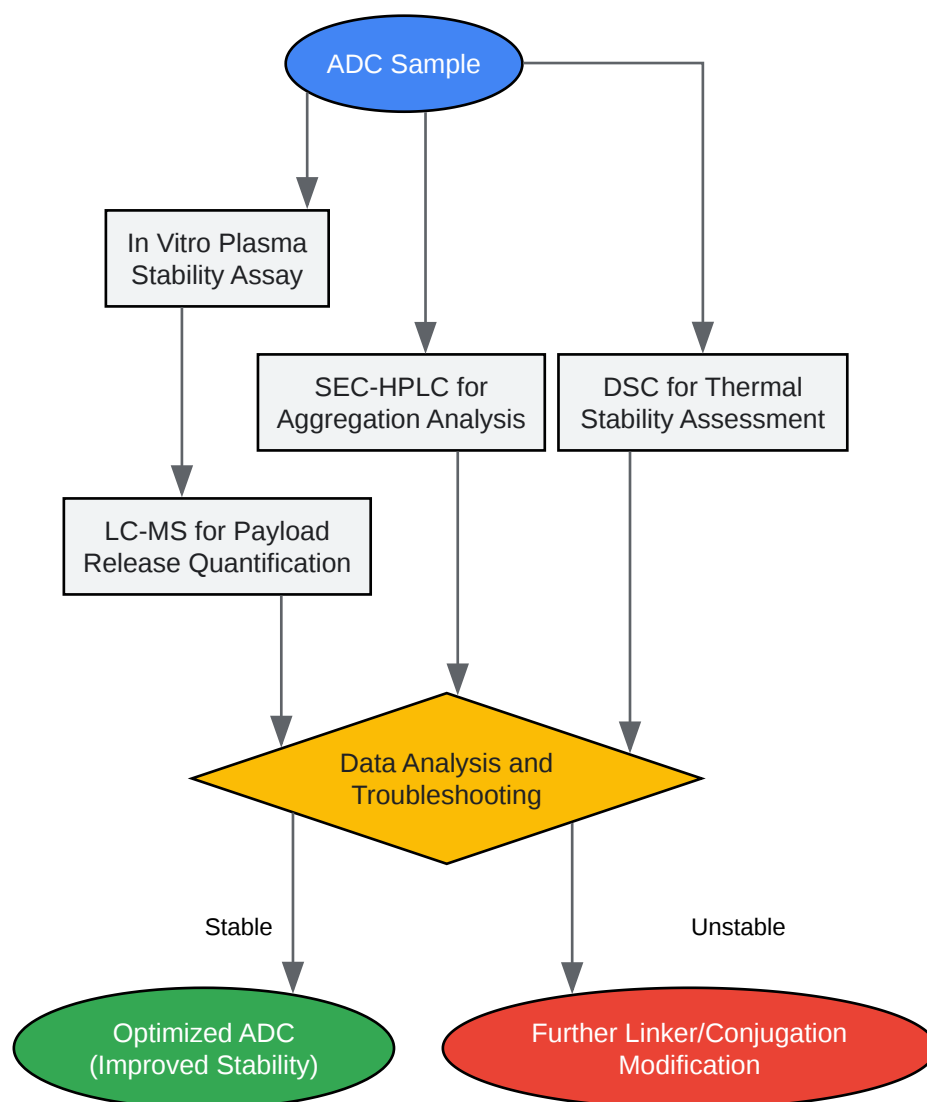 ADC Sample
In Vitro Plasma
Stability Assay
SEC-HPLC for
Aggregation Analysis
DSC for Thermal
Stability Assessment
LC-MS for Payload
Release Quantification
Data Analysis and
Troubleshooting
Stable
Unstable
Optimized ADC
(Improved Stability)
Further Linker/Conjugation
Modification